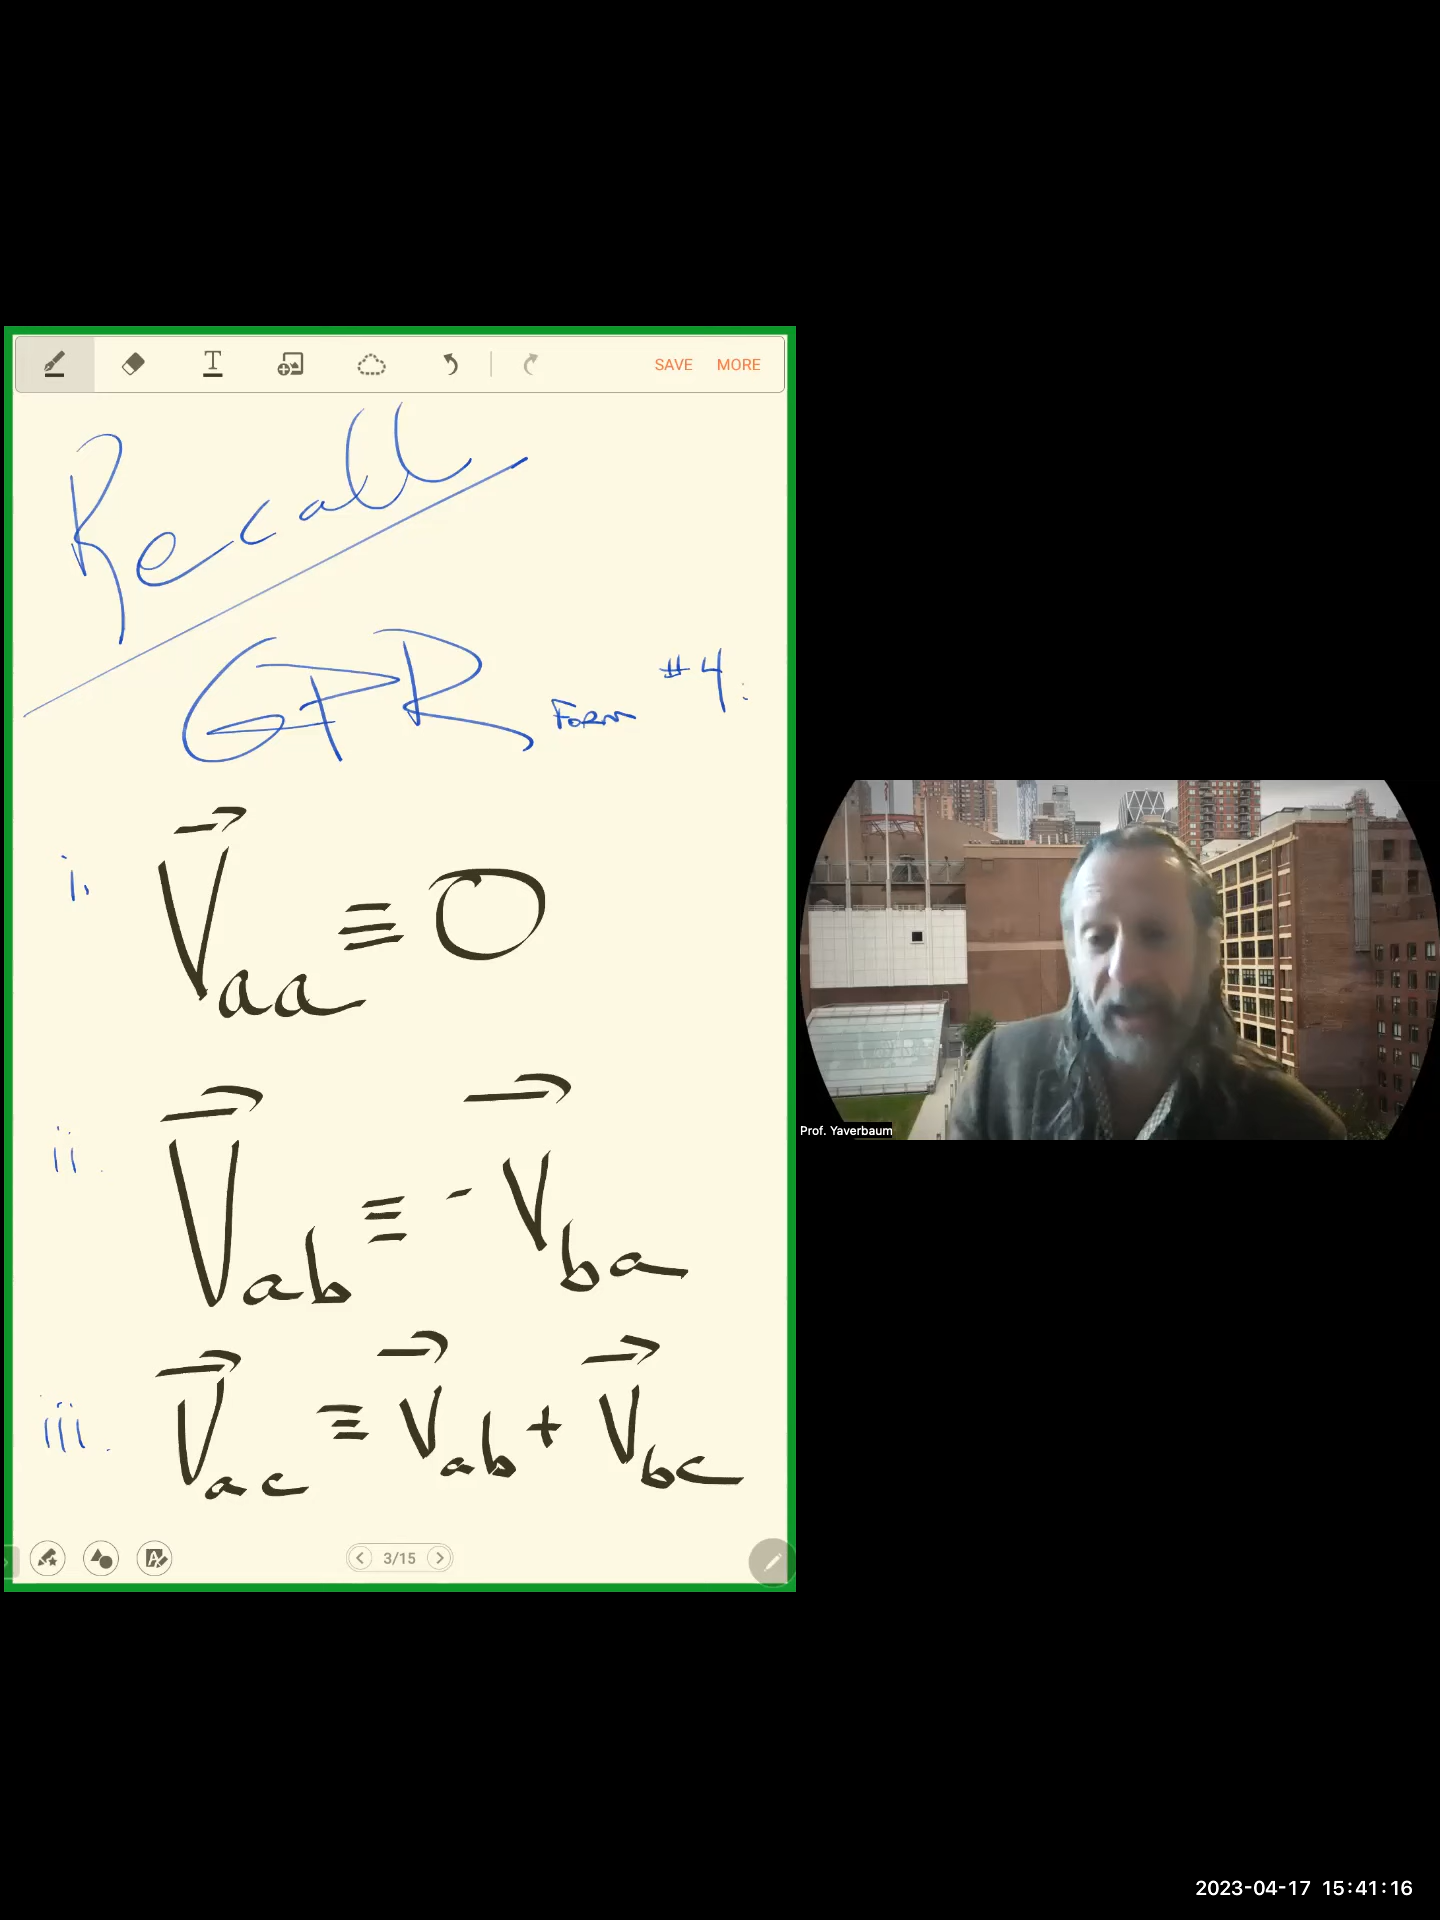 SAVE MORE
Recall
GPR FORM #4:
i. V⃗aa ≡ 0
ii. V⃗ab ≡ - V⃗ba
iii. V⃗ac ≡ V⃗ab + V⃗bc
3/15
Prof. Yaverbaum
2023-04-17 15:41:16